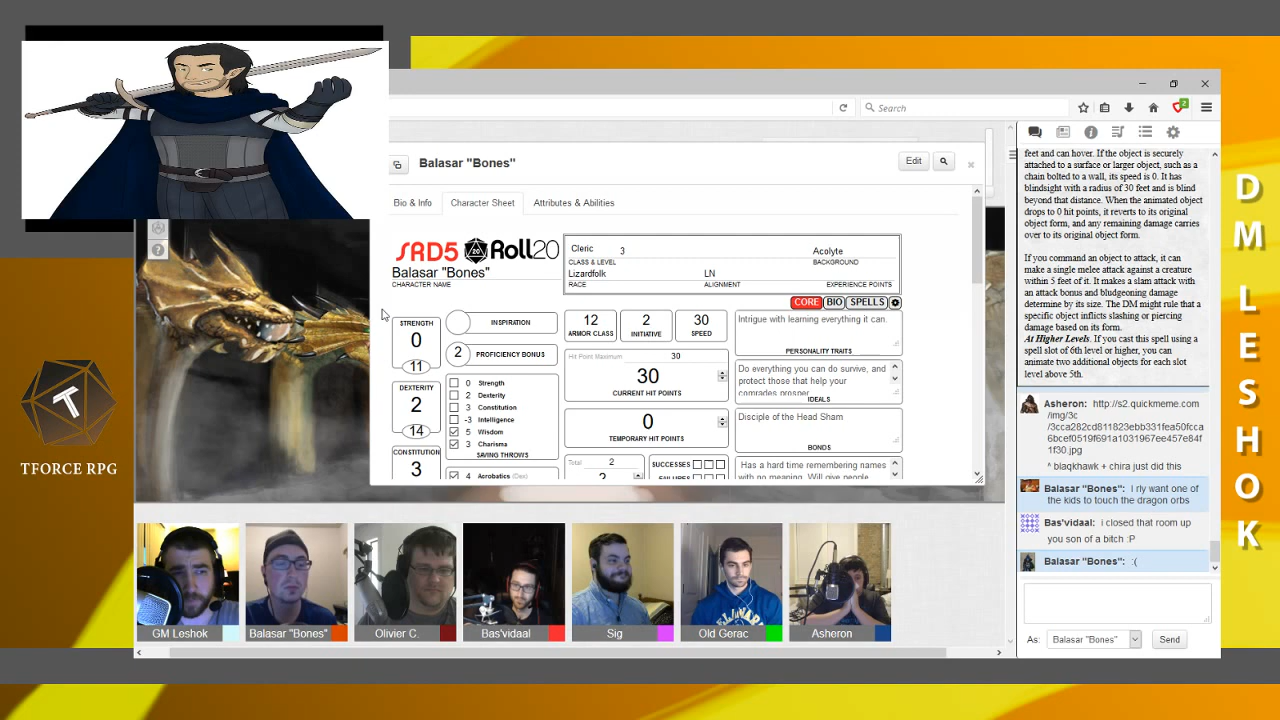 Search
2
Balasar "Bones"
Edit
Bio & Info
Character Sheet
Attributes & Abilities
SRD5 Roll20
20
Balasar "Bones"
CHARACTER NAME
Cleric 3 Acolyte
CLASS & LEVEL BACKGROUND
Lizardfolk LN
RACE ALIGNMENT EXPERIENCE POINTS
CORE BIO SPELLS
STRENGTH
0
11
DEXTERITY
2
14
CONSTITUTION
3
INSPIRATION
2 PROFICIENCY BONUS
0 Strength
2 Dexterity
3 Constitution
-3 Intelligence
5 Wisdom
3 Charisma
SAVING THROWS
4 Acrobatics (Dex)
12
ARMOR CLASS
2
INITIATIVE
30
SPEED
Hit Point Maximum 30
30
CURRENT HIT POINTS
0
TEMPORARY HIT POINTS
Total 2
SUCCESSES
FAILURES
Intrigue with learning everything it can.
PERSONALITY TRAITS
Do everything you can do survive, and
protect those that help your
comrades prosper
IDEALS
Disciple of the Head Sham
BONDS
Has a hard time remembering names
with no meaning. Will give people
feet and can hover. If the object is securely
attached to a surface or larger object, such as a
chain bolted to a wall, its speed is 0. It has
blindsight with a radius of 30 feet and is blind
beyond that distance. When the animated object
drops to 0 hit points, it reverts to its original
object form, and any remaining damage carries
over to its original object form.
If you command an object to attack, it can
make a single melee attack against a creature
within 5 feet of it. It makes a slam attack with
an attack bonus and bludgeoning damage
determine by its size. The DM might rule that a
specific object inflicts slashing or piercing
damage based on its form.
At Higher Levels. If you cast this spell using a
spell slot of 6th level or higher, you can
animate two additional objects for each slot
level above 5th.
Asheron: http://s2.quickmeme.com
/img/3c
/3cca282cd811823ebb331fea50fcca
6bcef0519f691a1031967ee457e84f
1f30.jpg
^ blaqkhawk + chira just did this
Balasar "Bones": I rly want one of
the kids to touch the dragon orbs
Bas'vidaal: i closed that room up
you son of a bitch :P
Balasar "Bones": :(
As: Balasar "Bones" Send
GM Leshok
Balasar "Bones"
Olivier C.
Bas'vidaal
Sig
Old Gerac
Asheron
T
TFORCE RPG
DM LESHOK